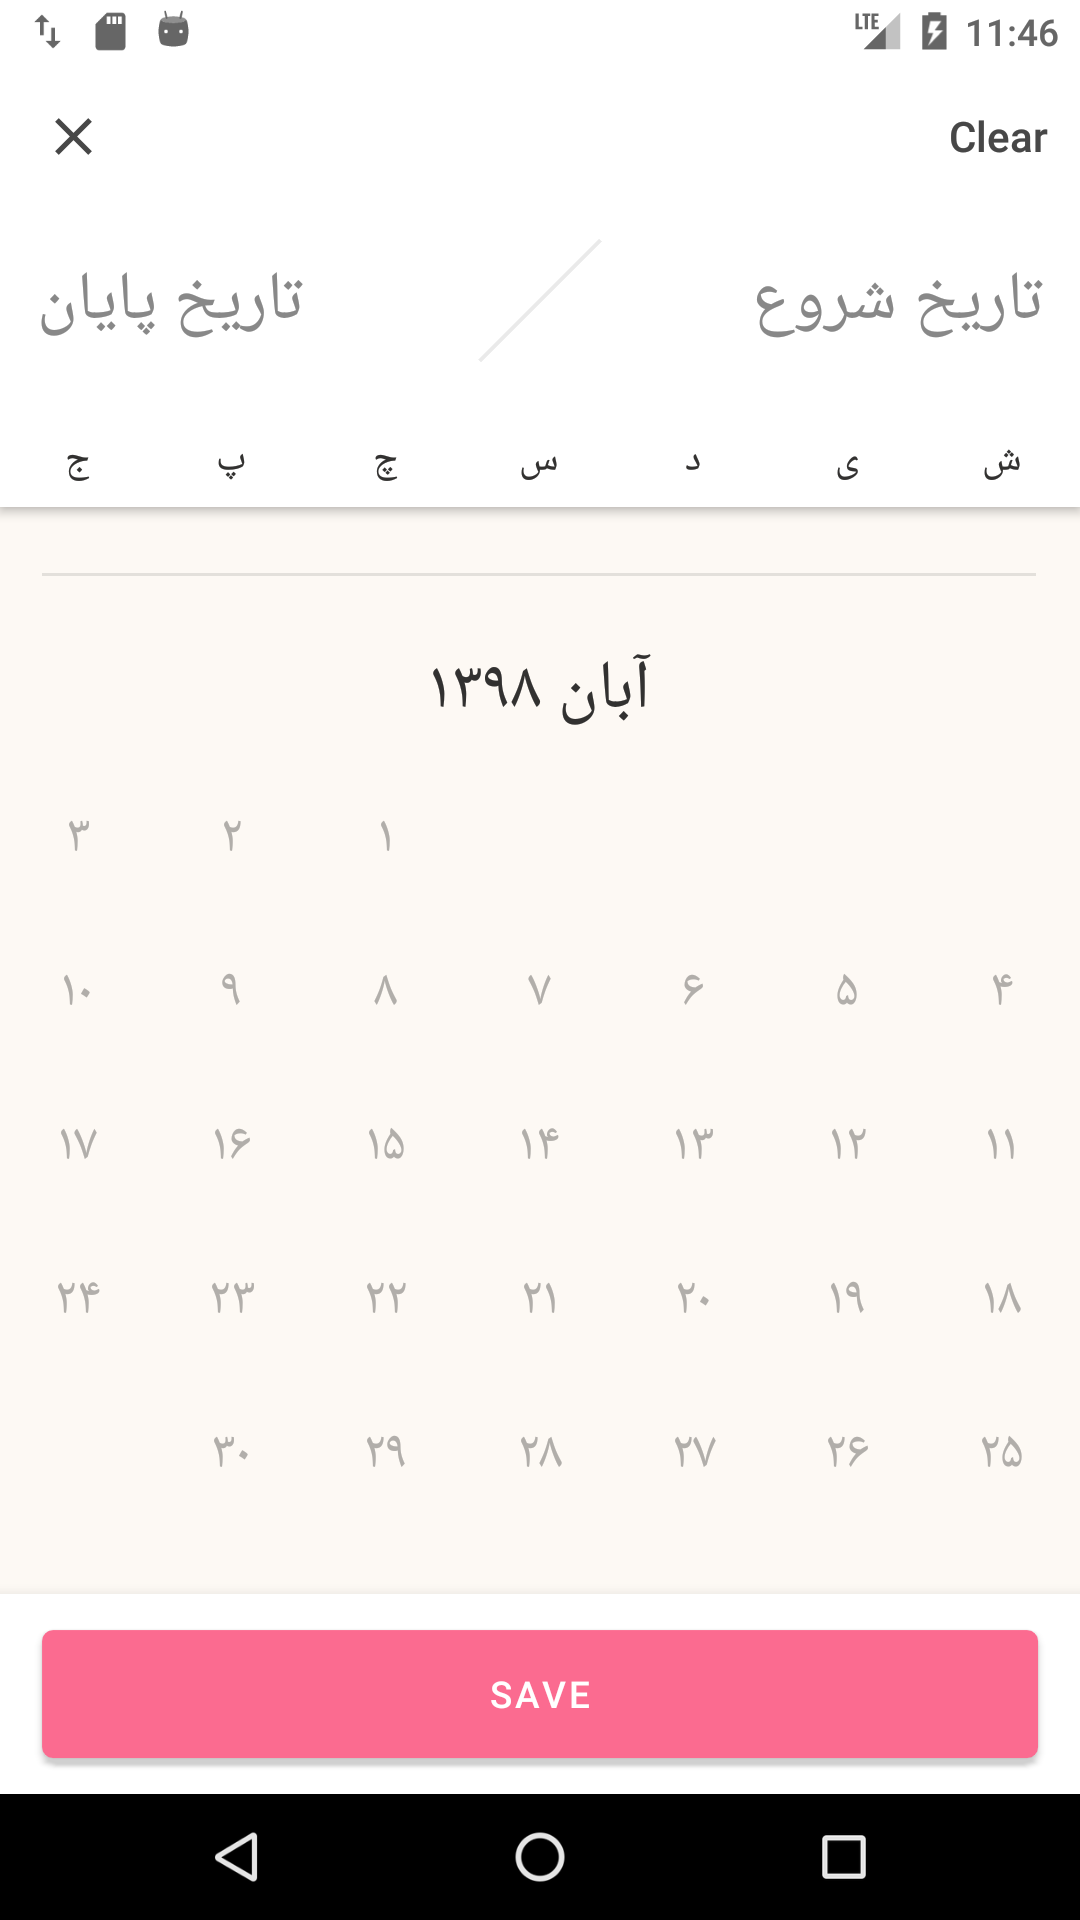 LTE 11:46
Clear
تاریخ شروع تاریخ پایان
ش ی د س چ پ ج
آبان ۱۳۹۸
۱ ۲ ۳
۴ ۵ ۶ ۷ ۸ ۹ ۱۰
۱۱ ۱۲ ۱۳ ۱۴ ۱۵ ۱۶ ۱۷
۱۸ ۱۹ ۲۰ ۲۱ ۲۲ ۲۳ ۲۴
۲۵ ۲۶ ۲۷ ۲۸ ۲۹ ۳۰
SAVE